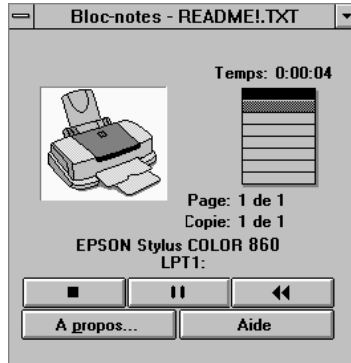 Bloc-notes - README!.TXT
Temps: 0:00:04
Page: 1 de 1
Copie: 1 de 1
EPSON Stylus COLOR 860
LPT1:
A propos...
Aide